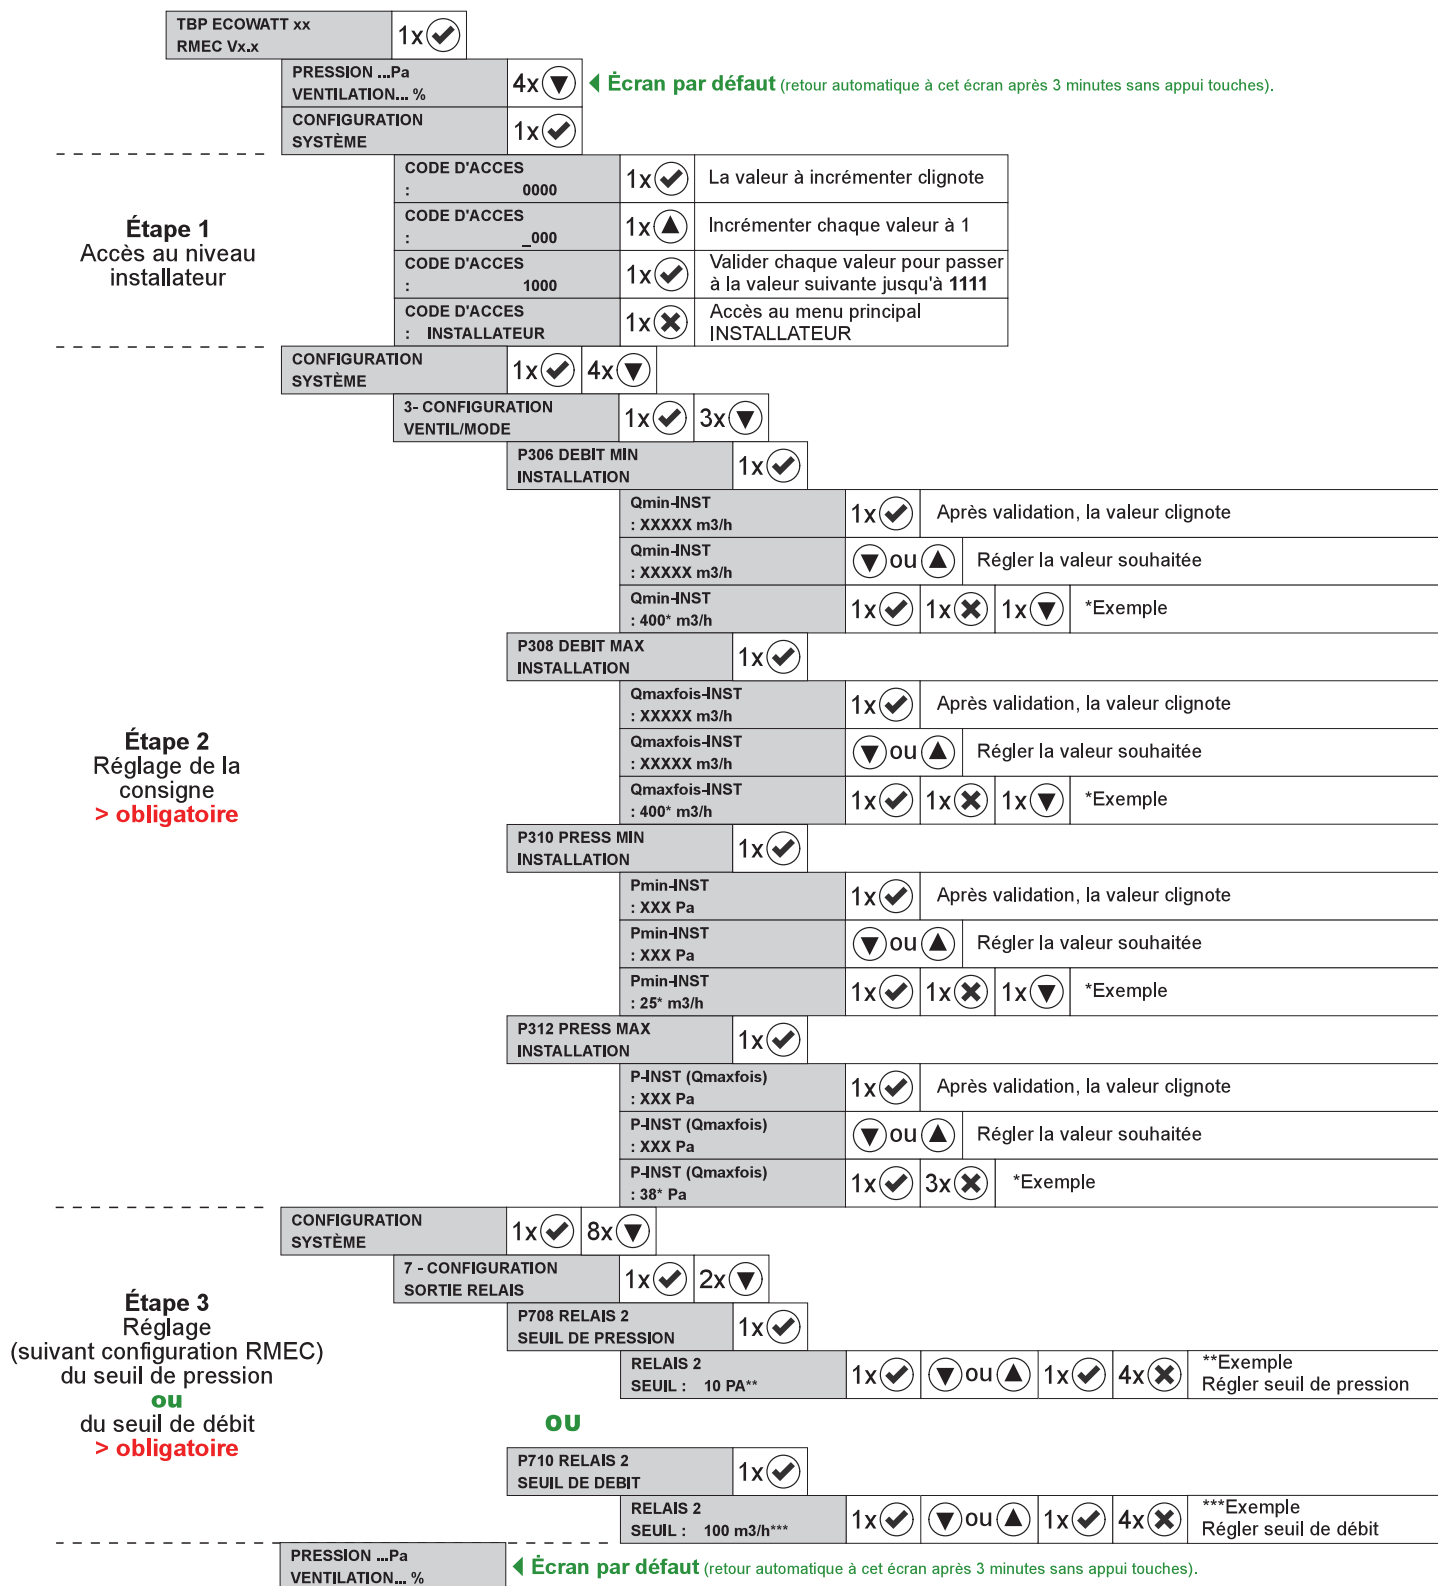 TBP ECOWATT xx
RMEC Vx.x
1x
PRESSION ...Pa
VENTILATION... %
4x
Écran par défaut (retour automatique à cet écran après 3 minutes sans appui touches).
CONFIGURATION
SYSTÈME
1x
Étape 1
Accès au niveau
installateur
CODE D'ACCES
: 0000
1x
La valeur à incrémenter clignote
CODE D'ACCES
: _000
1x
Incrémenter chaque valeur à 1
CODE D'ACCES
: 1000
1x
Valider chaque valeur pour passer
à la valeur suivante jusqu'à 1111
CODE D'ACCES
: INSTALLATEUR
1x
Accès au menu principal
INSTALLATEUR
CONFIGURATION
SYSTÈME
1x 4x
3- CONFIGURATION
VENTIL/MODE
1x 3x
P306 DEBIT MIN
INSTALLATION
1x
Qmin-INST
: XXXXX m3/h
1x
Après validation, la valeur clignote
Qmin-INST
: XXXXX m3/h
ou
Régler la valeur souhaitée
Qmin-INST
: 400* m3/h
1x 1x 1x
*Exemple
P308 DEBIT MAX
INSTALLATION
1x
Étape 2
Réglage de la
consigne
> obligatoire
Qmaxfois-INST
: XXXXX m3/h
1x
Après validation, la valeur clignote
Qmaxfois-INST
: XXXXX m3/h
ou
Régler la valeur souhaitée
Qmaxfois-INST
: 400* m3/h
1x 1x 1x
*Exemple
P310 PRESS MIN
INSTALLATION
1x
Pmin-INST
: XXX Pa
1x
Après validation, la valeur clignote
Pmin-INST
: XXX Pa
ou
Régler la valeur souhaitée
Pmin-INST
: 25* m3/h
1x 1x 1x
*Exemple
P312 PRESS MAX
INSTALLATION
1x
P-INST (Qmaxfois)
: XXX Pa
1x
Après validation, la valeur clignote
P-INST (Qmaxfois)
: XXX Pa
ou
Régler la valeur souhaitée
P-INST (Qmaxfois)
: 38* Pa
1x 3x
*Exemple
CONFIGURATION
SYSTÈME
1x 8x
Étape 3
Réglage
(suivant configuration RMEC)
du seuil de pression
ou
du seuil de débit
> obligatoire
7 - CONFIGURATION
SORTIE RELAIS
1x 2x
P708 RELAIS 2
SEUIL DE PRESSION
1x
RELAIS 2
SEUIL : 10 PA**
1x ou 1x 4x
**Exemple
Régler seuil de pression
ou
P710 RELAIS 2
SEUIL DE DEBIT
1x
RELAIS 2
SEUIL : 100 m3/h***
1x ou 1x 4x
***Exemple
Régler seuil de débit
PRESSION ...Pa
VENTILATION... %
Écran par défaut (retour automatique à cet écran après 3 minutes sans appui touches).